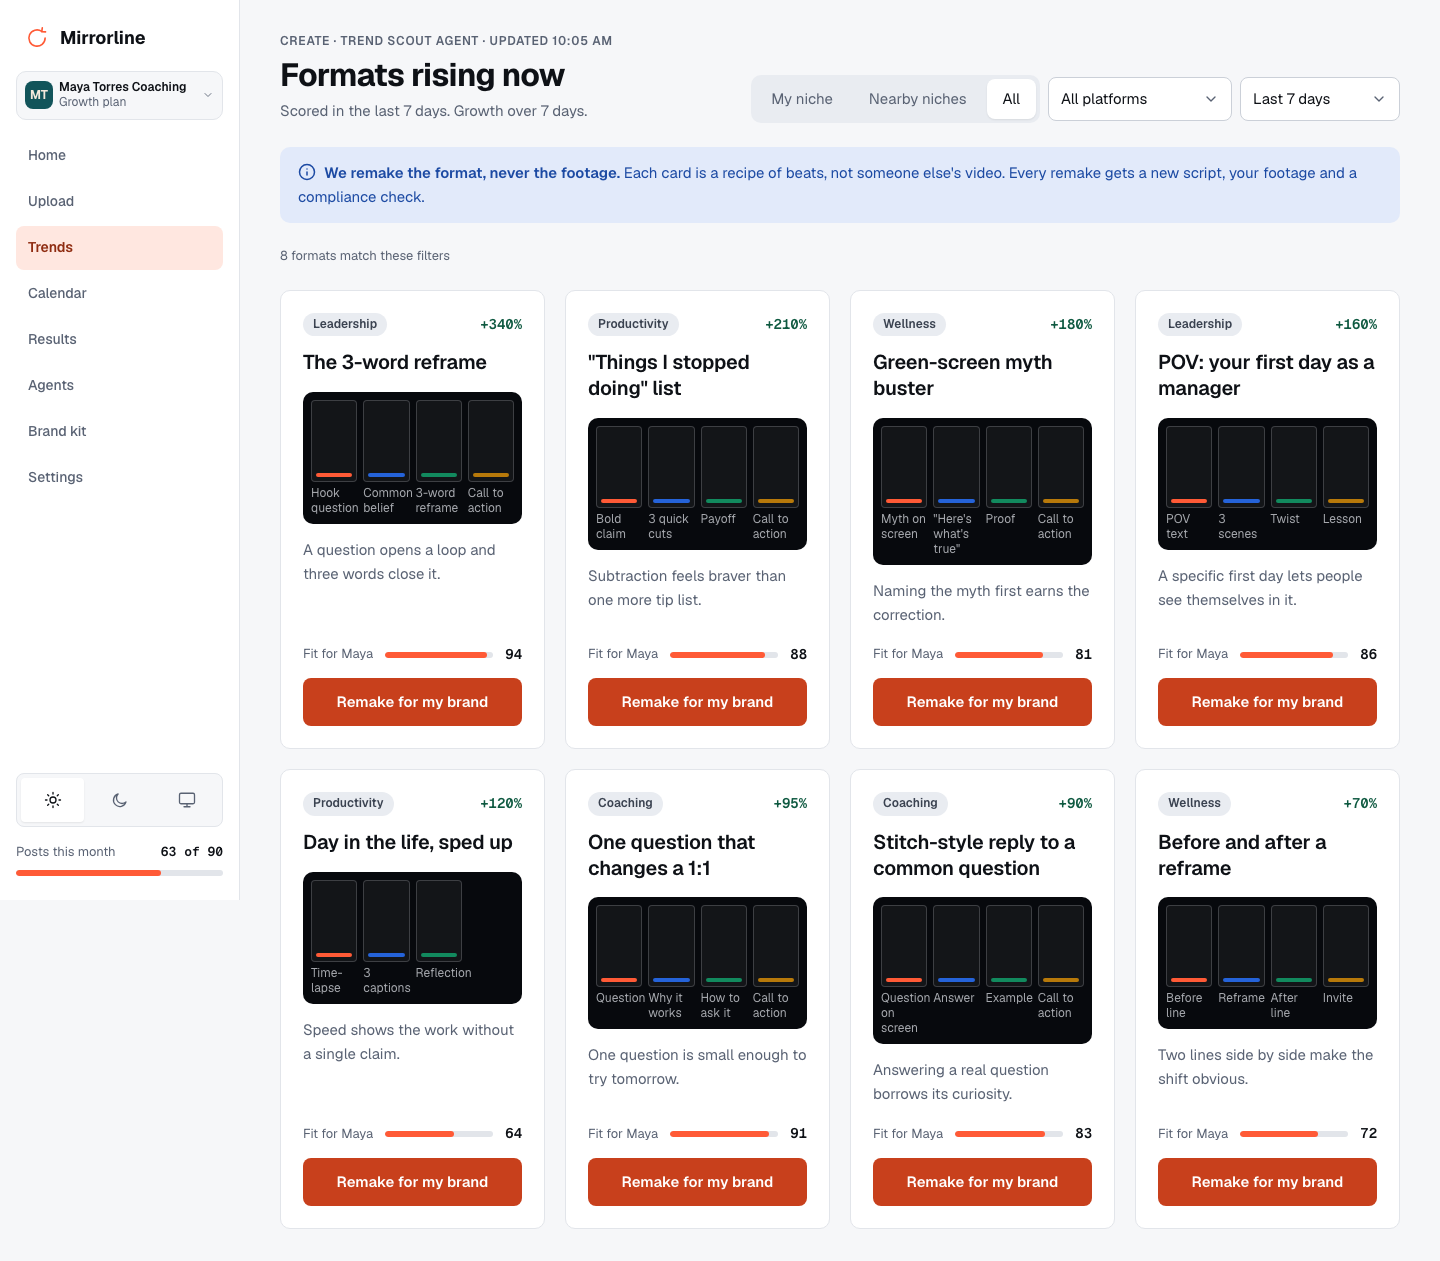 Mirrorline
MT
Maya Torres Coaching
Growth plan
Home
Upload
Trends
Calendar
Results
Agents
Brand kit
Settings
Posts this month
63 of 90
CREATE · TREND SCOUT AGENT · UPDATED 10:05 AM
Formats rising now
Scored in the last 7 days. Growth over 7 days.
My niche
Nearby niches
All
All platforms
Last 7 days
We remake the format, never the footage. Each card is a recipe of beats, not someone else's video. Every remake gets a new script, your footage and a
compliance check.
8 formats match these filters
Leadership
+340%
The 3-word reframe
Hook
question
Common
belief
3-word
reframe
Call to
action
A question opens a loop and
three words close it.
Fit for Maya
94
Remake for my brand
Productivity
+210%
"Things I stopped
doing" list
Bold
claim
3 quick
cuts
Payoff
Call to
action
Subtraction feels braver than
one more tip list.
Fit for Maya
88
Remake for my brand
Wellness
+180%
Green-screen myth
buster
Myth on
screen
"Here's
what's
true"
Proof
Call to
action
Naming the myth first earns the
correction.
Fit for Maya
81
Remake for my brand
Leadership
+160%
POV: your first day as a
manager
POV
text
3
scenes
Twist
Lesson
A specific first day lets people
see themselves in it.
Fit for Maya
86
Remake for my brand
Productivity
+120%
Day in the life, sped up
Time-
lapse
3
captions
Reflection
Speed shows the work without
a single claim.
Fit for Maya
64
Remake for my brand
Coaching
+95%
One question that
changes a 1:1
Question
Why it
works
How to
ask it
Call to
action
One question is small enough to
try tomorrow.
Fit for Maya
91
Remake for my brand
Coaching
+90%
Stitch-style reply to a
common question
Question
on
screen
Answer
Example
Call to
action
Answering a real question
borrows its curiosity.
Fit for Maya
83
Remake for my brand
Wellness
+70%
Before and after a
reframe
Before
line
Reframe
After
line
Invite
Two lines side by side make the
shift obvious.
Fit for Maya
72
Remake for my brand